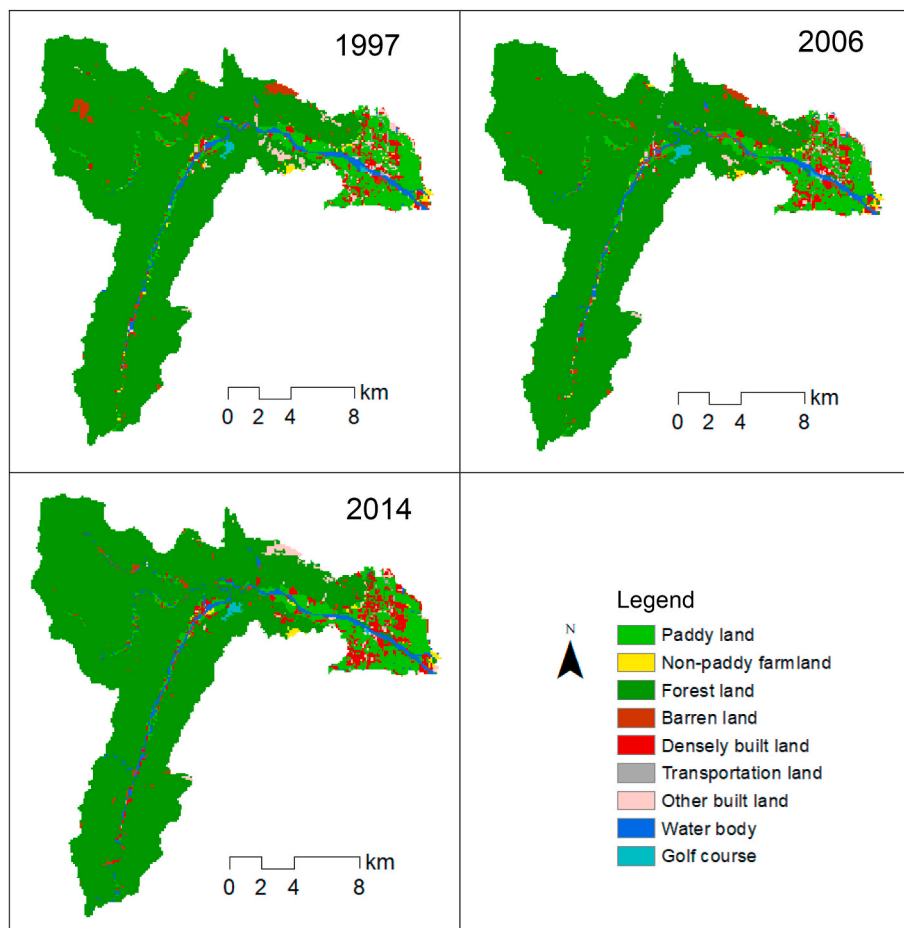 1997
km
0 2 4 8
2006
km
0 2 4 8
2014
km
0 2 4 8
N
Legend
Paddy land
Non-paddy farmland
Forest land
Barren land
Densely built land
Transportation land
Other built land
Water body
Golf course